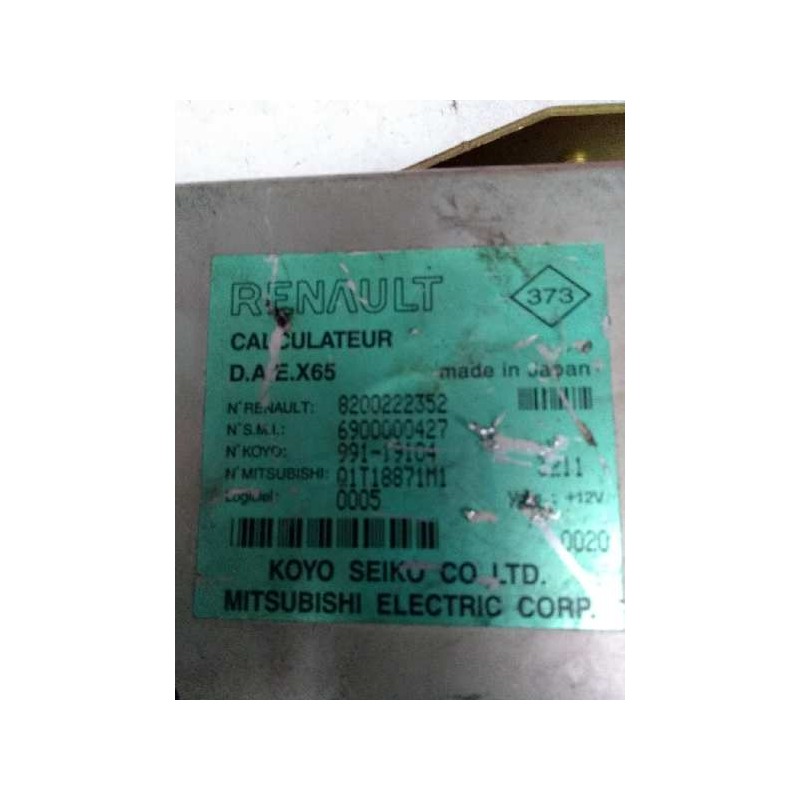 RENAULT
373
CALCULATEUR
D.A.E.X65 made in Japan
N° RENAULT: 8200222352
N° S.M.I.: 6900000427
N° KOYO: 991-19104
N° MITSUBISHI: Q1T18871M1
Logiciel: 0005 : +12V
0020
KOYO SEIKO CO.,LTD.
MITSUBISHI ELECTRIC CORP.